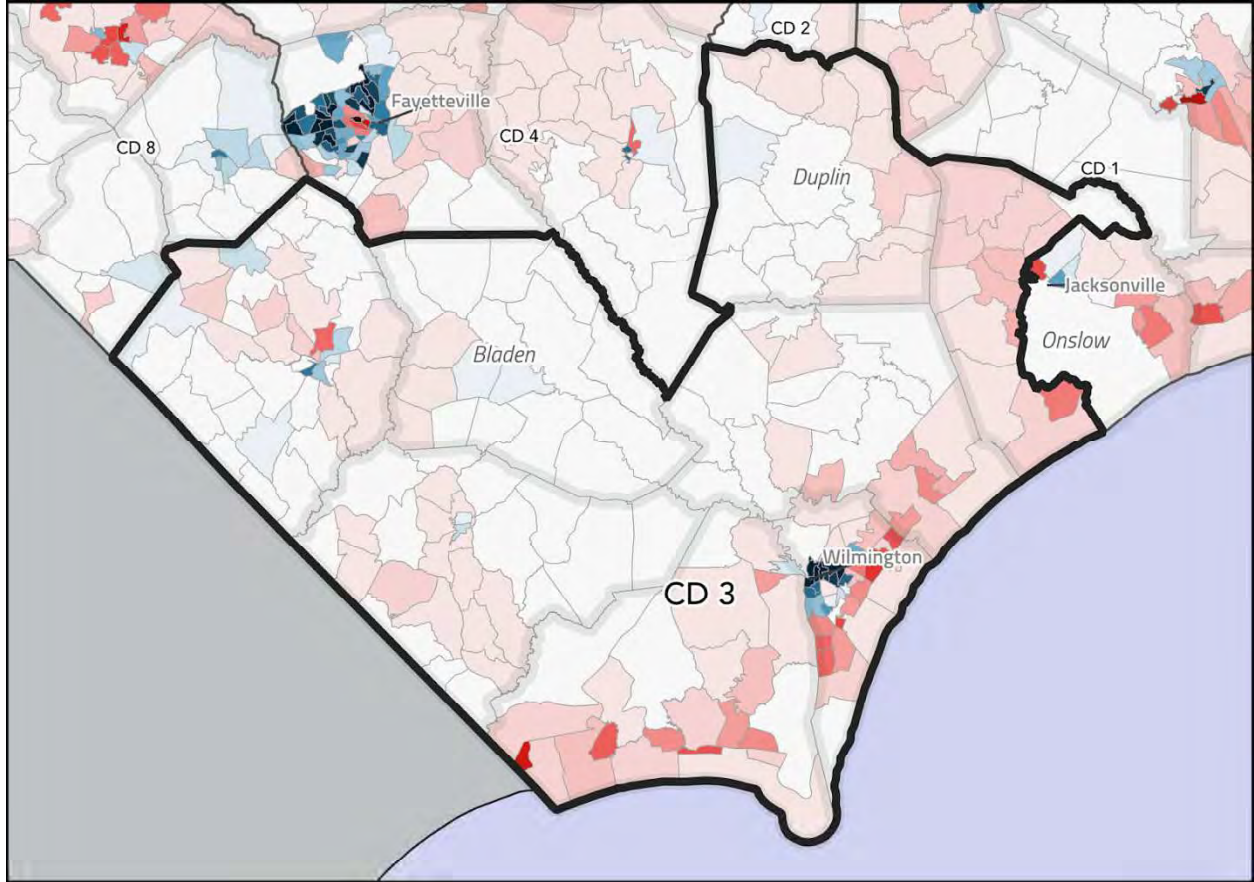 CD 2
Fayetteville
CD 4
CD 8
CD 1
Duplin
Jacksonville
Onslow
Bladen
Wilmington
CD 3